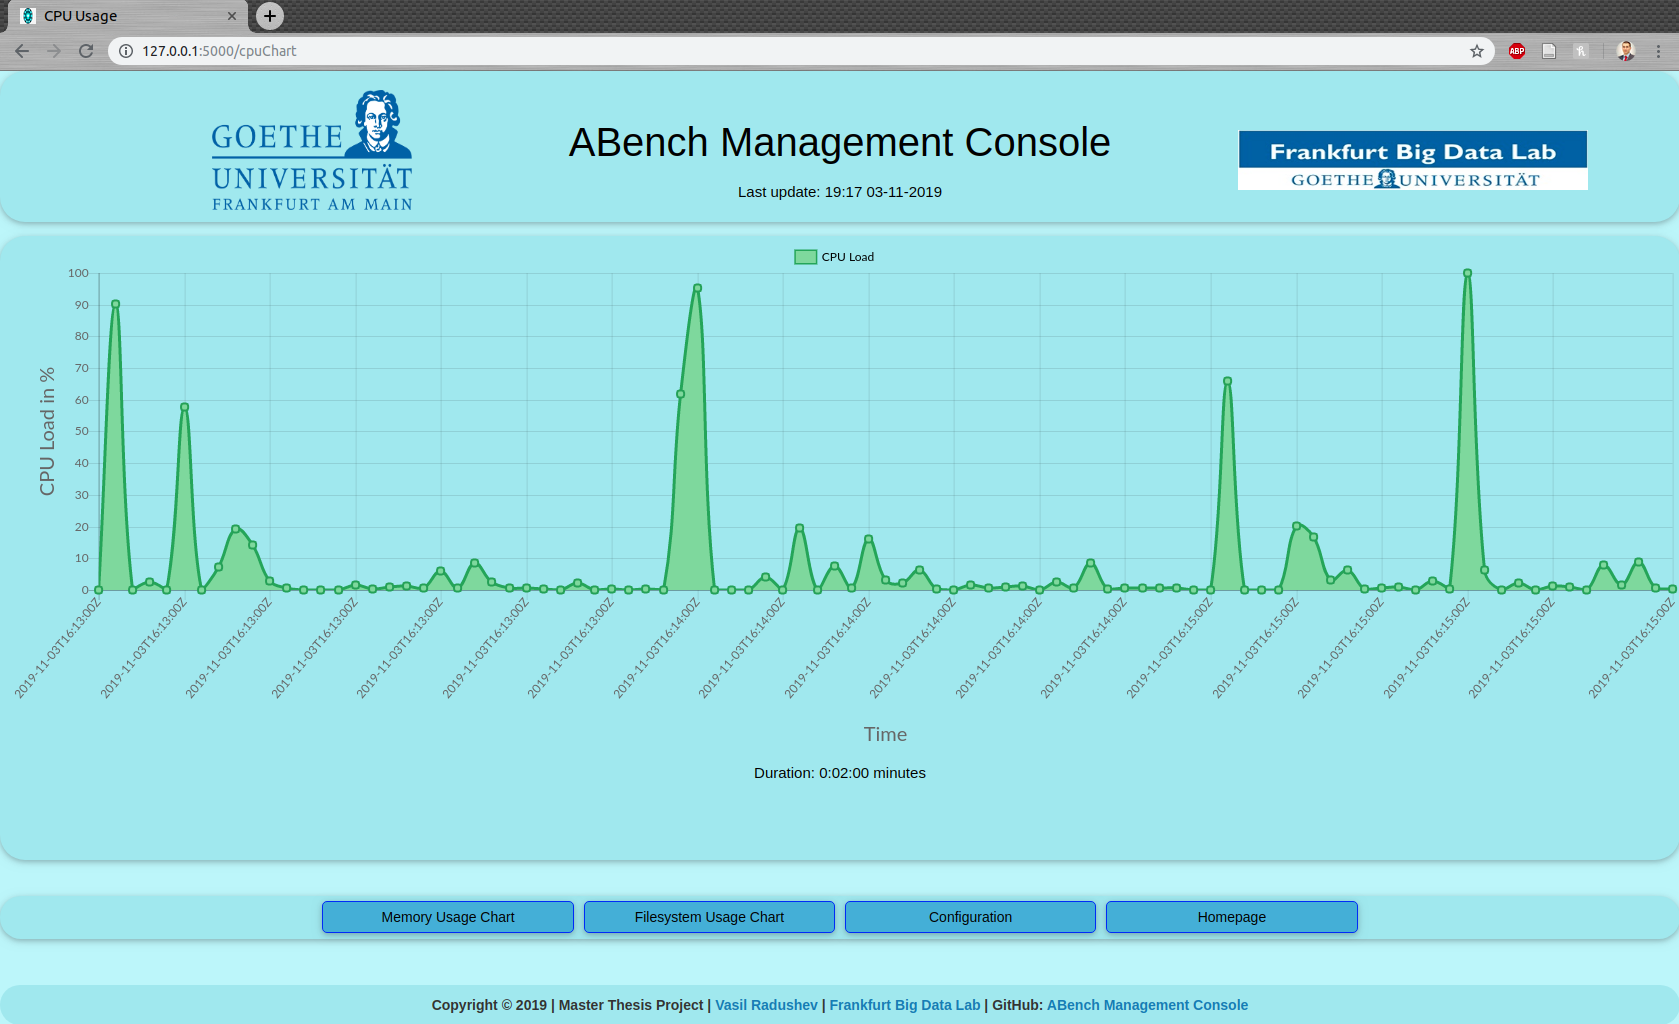 CPU Usage
127.0.0.1:5000/cpuChart
ABP
GOETHE
UNIVERSITÄT
FRANKFURT AM MAIN
ABench Management Console
Last update: 19:17 03-11-2019
Frankfurt Big Data Lab
GOETHE UNIVERSITÄT
CPU Load
CPU Load in %
100
90
80
70
60
50
40
30
20
10
0
2019-11-03T16:13:00Z
2019-11-03T16:13:00Z
2019-11-03T16:13:00Z
2019-11-03T16:13:00Z
2019-11-03T16:13:00Z
2019-11-03T16:13:00Z
2019-11-03T16:13:00Z
2019-11-03T16:14:00Z
2019-11-03T16:14:00Z
2019-11-03T16:14:00Z
2019-11-03T16:14:00Z
2019-11-03T16:14:00Z
2019-11-03T16:14:00Z
2019-11-03T16:15:00Z
2019-11-03T16:15:00Z
2019-11-03T16:15:00Z
2019-11-03T16:15:00Z
2019-11-03T16:15:00Z
2019-11-03T16:15:00Z
Time
Duration: 0:02:00 minutes
Memory Usage Chart
Filesystem Usage Chart
Configuration
Homepage
Copyright © 2019 | Master Thesis Project | Vasil Radushev | Frankfurt Big Data Lab | GitHub: ABench Management Console